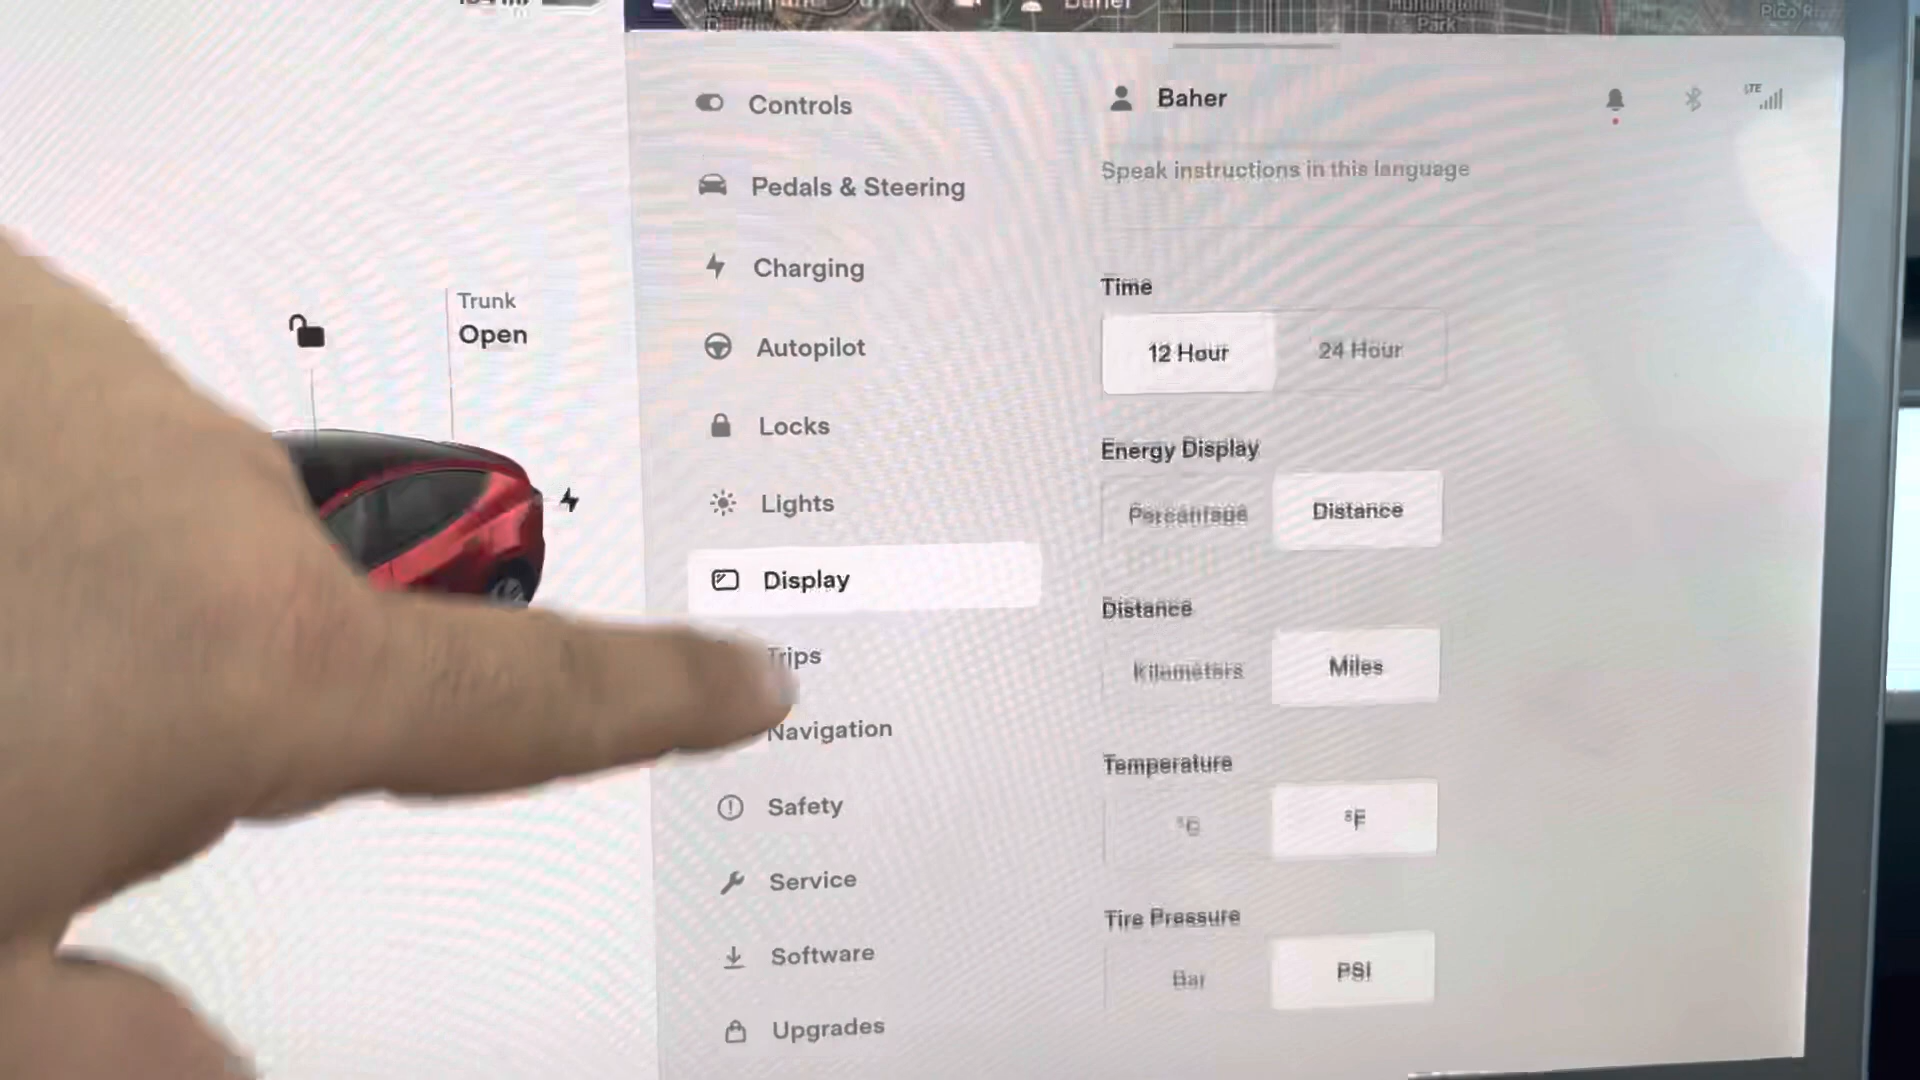 Trunk
Open
Controls
Pedals & Steering
Charging
Autopilot
Locks
Lights
Display
Trips
Navigation
Safety
Service
Software
Upgrades
Baher
LTE
Speak instructions in this language
Time
12 Hour
24 Hour
Energy Display
Percentage
Distance
Distance
Kilometers
Miles
Temperature
°C
°F
Tire Pressure
Bar
PSI
Park